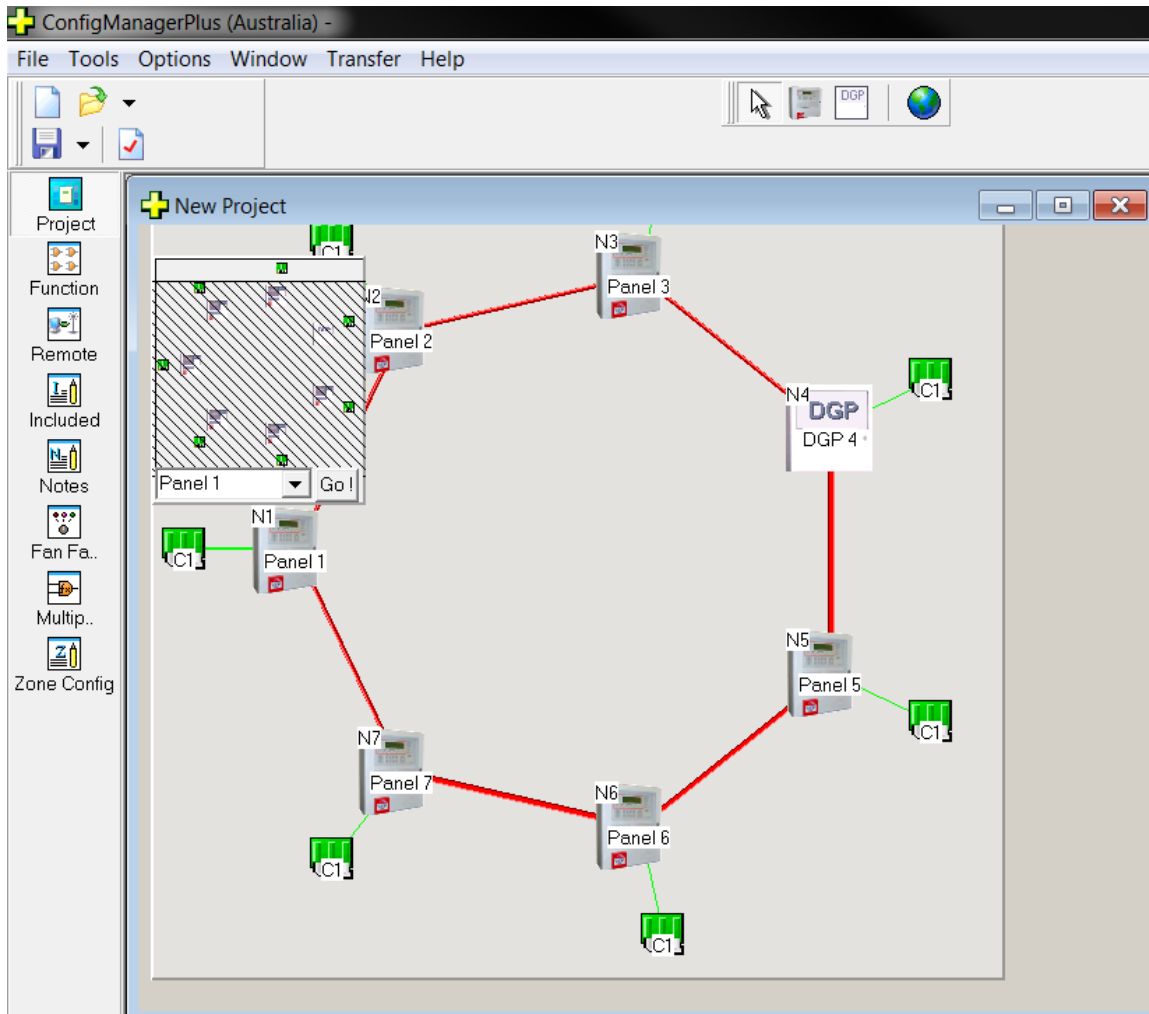 ConfigManagerPlus (Australia) -
File Tools Options Window Transfer Help
DGP
Project
Function
Remote
Included
Notes
Fan Fa..
Multip..
Zone Config
New Project
C1
N3
Panel 3
N2
Panel 2
N4
DGP
DGP 4
C1
Panel 1
Go !
N1
Panel 1
C1
N5
Panel 5
C1
N7
Panel 7
C1
N6
Panel 6
C1